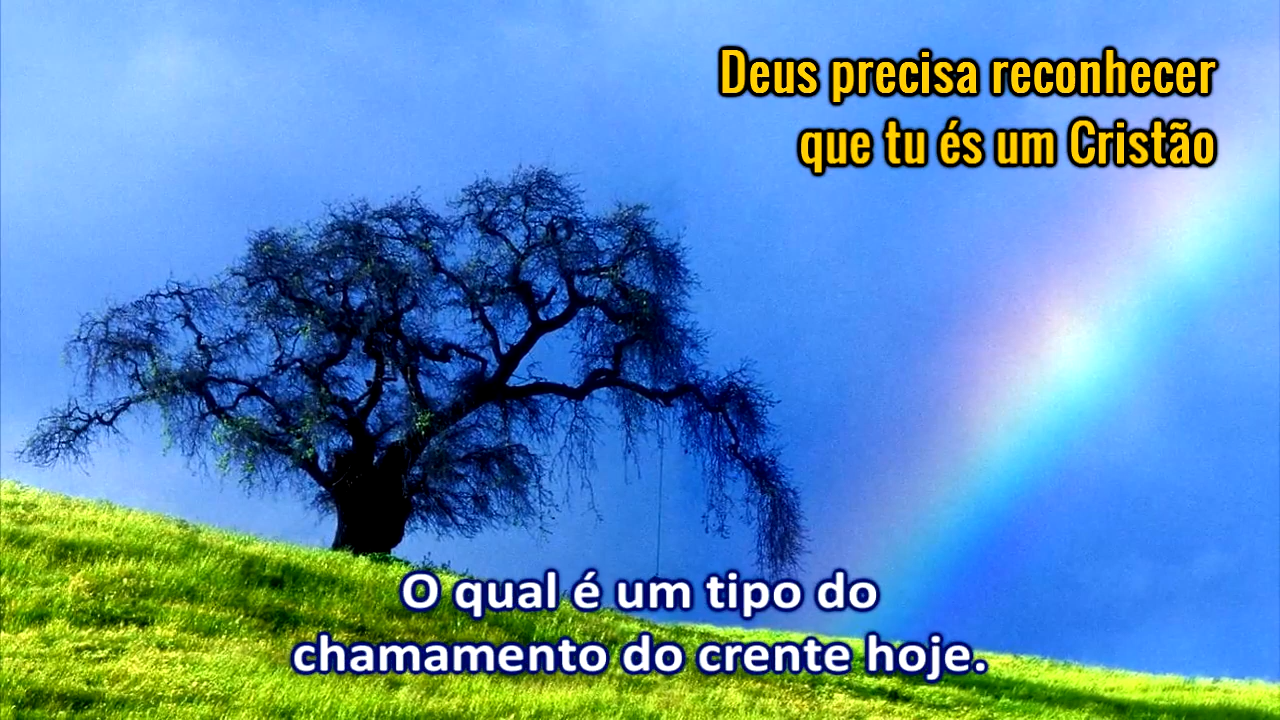 Deus precisa reconhecer
que tu és um Cristão
O qual é um tipo do
chamamento do crente hoje.